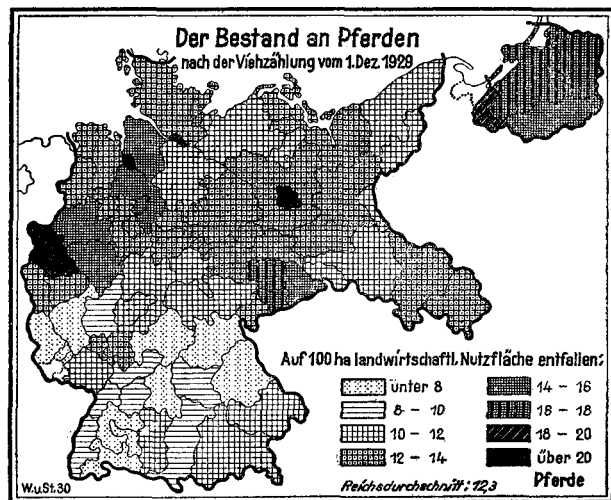 Der Bestand an Pferden
nach der Viehzählung vom 1. Dez. 1929
Auf 100 ha landwirtschaftl. Nutzfläche entfallen:
unter 8
8 - 10
10 - 12
12 - 14
14 - 16
16 - 18
18 - 20
über 20
Pferde
Reichsdurchschnitt: 12,3
W.u.St.30